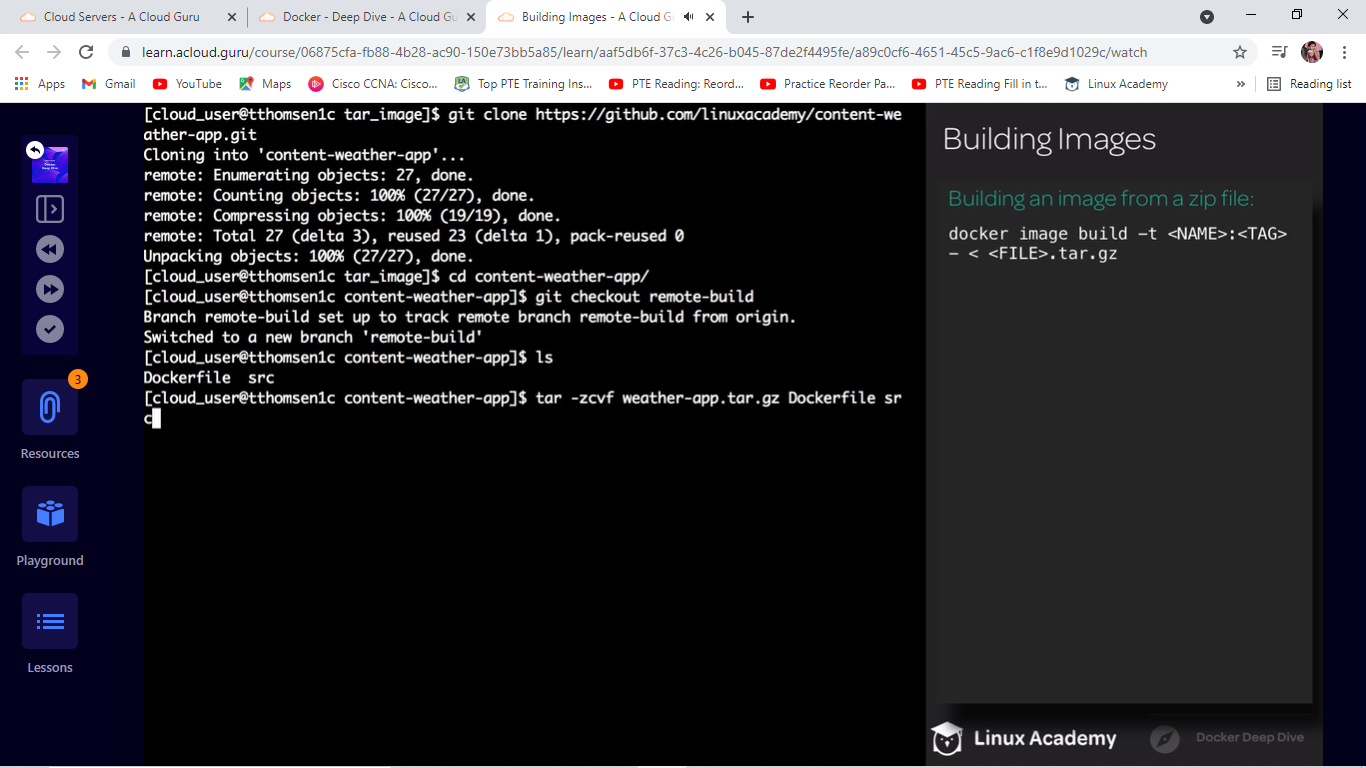 Cloud Servers - A Cloud Guru
Docker - Deep Dive - A Cloud Gu
Building Images - A Cloud G
learn.acloud.guru/course/06875cfa-fb88-4b28-ac90-150e73bb5a85/learn/aaf5db6f-37c3-4c26-b045-87de2f4495fe/a89c0cf6-4651-45c5-9ac6-c1f8e9d1029c/watch
Apps
Gmail
YouTube
Maps
Cisco CCNA: Cisco...
Top PTE Training Ins...
PTE Reading: Reord...
Practice Reorder Pa...
PTE Reading Fill in t...
Linux Academy
»
Reading list
Docker
Deep Dive
3
Resources
Playground
Lessons
[cloud_user@tthomsen1c tar_image]$ git clone https://github.com/linuxacademy/content-we
ather-app.git
Cloning into 'content-weather-app'...
remote: Enumerating objects: 27, done.
remote: Counting objects: 100% (27/27), done.
remote: Compressing objects: 100% (19/19), done.
remote: Total 27 (delta 3), reused 23 (delta 1), pack-reused 0
Unpacking objects: 100% (27/27), done.
[cloud_user@tthomsen1c tar_image]$ cd content-weather-app/
[cloud_user@tthomsen1c content-weather-app]$ git checkout remote-build
Branch remote-build set up to track remote branch remote-build from origin.
Switched to a new branch 'remote-build'
[cloud_user@tthomsen1c content-weather-app]$ ls
Dockerfile  src
[cloud_user@tthomsen1c content-weather-app]$ tar -zcvf weather-app.tar.gz Dockerfile sr
c
Building Images
Building an image from a zip file:
docker image build -t <NAME>:<TAG>
- < <FILE>.tar.gz
Linux Academy
Docker Deep Dive